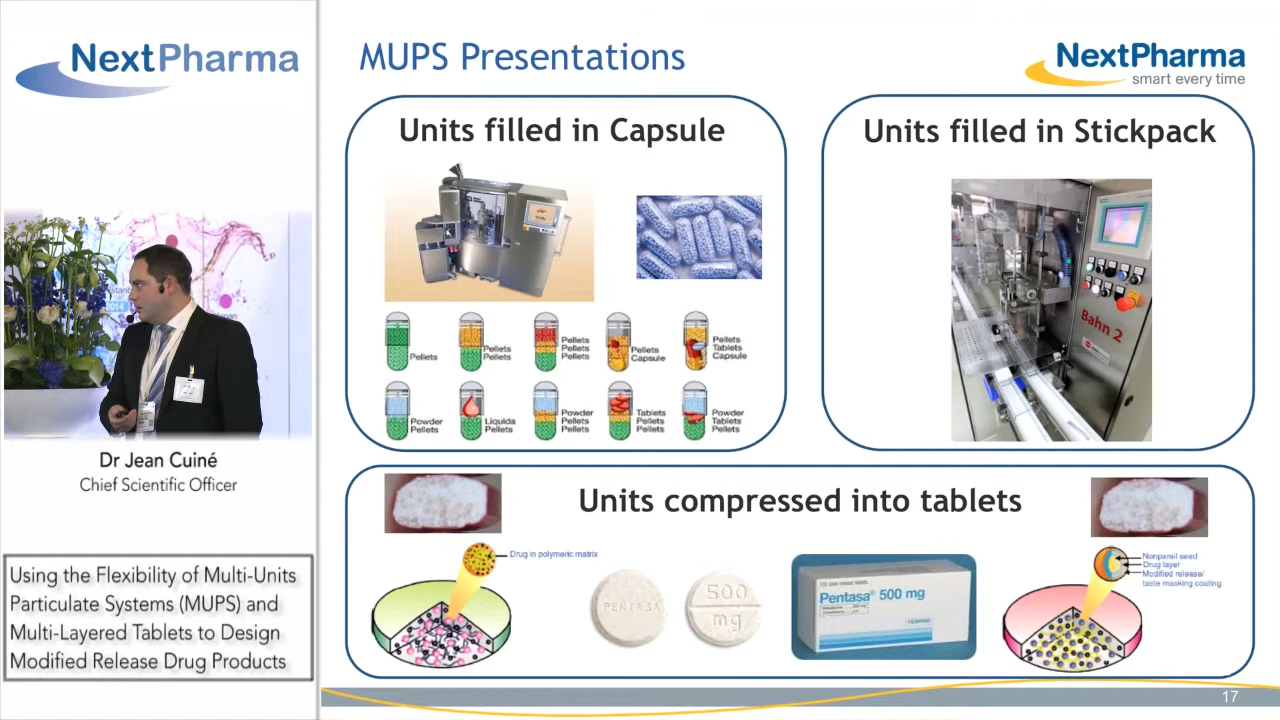 NextPharma
Dr Jean Cuiné
Chief Scientific Officer
Using the Flexibility of Multi-Units
Particulate Systems (MUPS) and
Multi-Layered Tablets to Design
Modified Release Drug Products
MUPS Presentations
NextPharma
smart every time
Units filled in Capsule
Pellets
Pellets
Pellets
Pellets
Pellets
Pellets
Pellets
Capsule
Pellets
Tablets
Capsule
Powder
Pellets
Liquids
Pellets
Powder
Pellets
Pellets
Tablets
Pellets
Pellets
Powder
Tablets
Pellets
Units filled in Stickpack
Bahn 2
Units compressed into tablets
Drug in polymeric matrix
PENTASA
500
mg
Pentasa® 500 mg
Nonpareil seed
Drug layer
Modified release/
taste masking coating
17